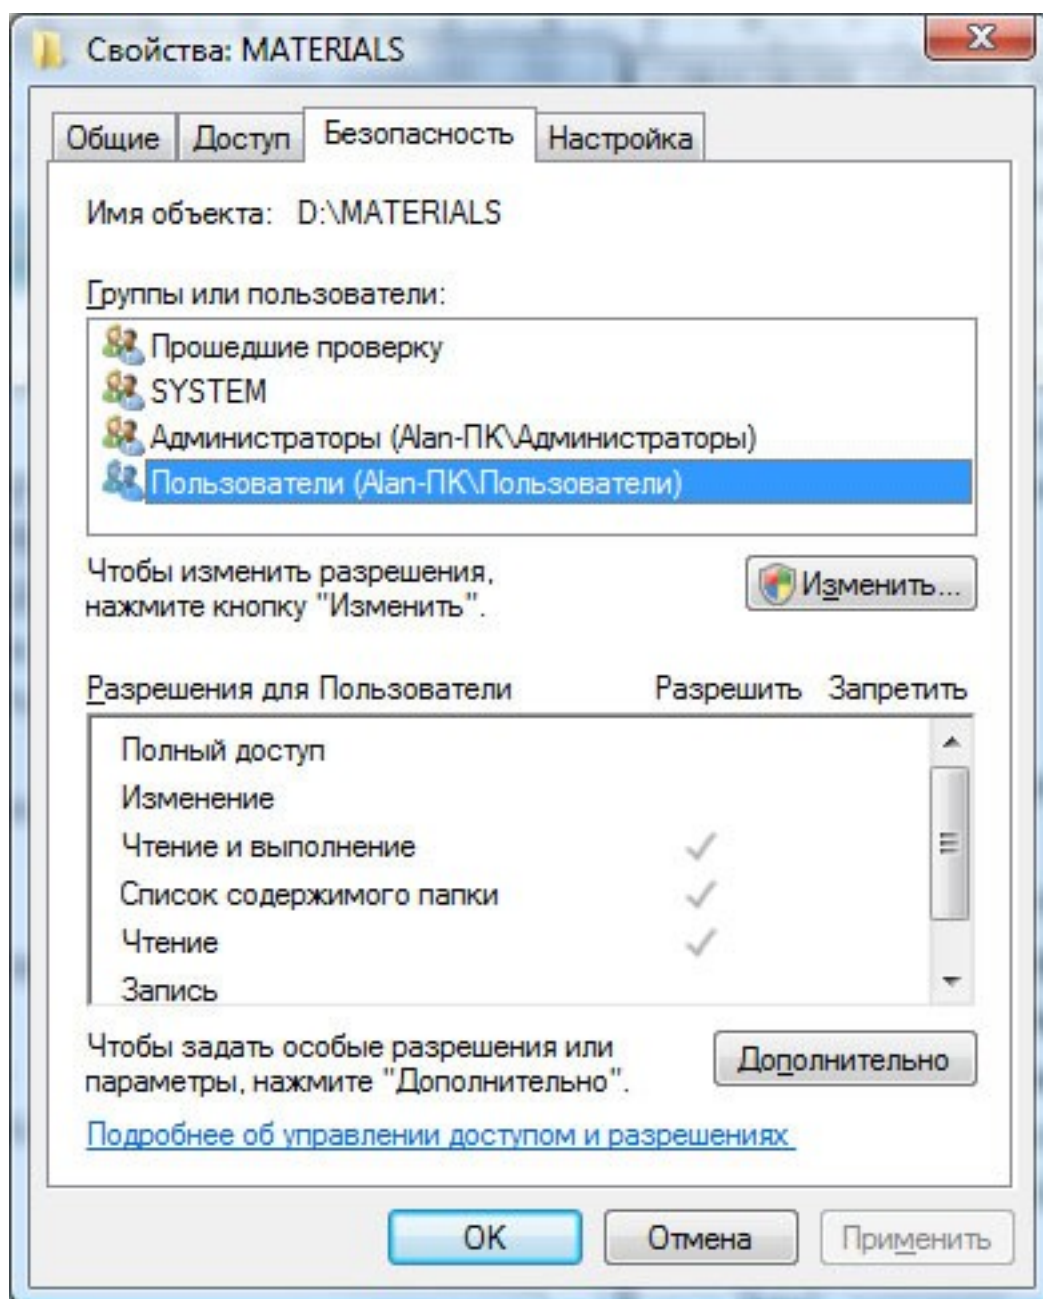 Свойства: MATERIALS
Общие Доступ Безопасность Настройка
Имя объекта: D:\MATERIALS
Группы или пользователи:
Прошедшие проверку
SYSTEM
Администраторы (Alan-ПК\Администраторы)
Пользователи (Alan-ПК\Пользователи)
Чтобы изменить разрешения,
нажмите кнопку "Изменить".
Изменить...
Разрешения для Пользователи Разрешить Запретить
Полный доступ
Изменение
Чтение и выполнение
Список содержимого папки
Чтение
Запись
Чтобы задать особые разрешения или
параметры, нажмите "Дополнительно".
Дополнительно
Подробнее об управлении доступом и разрешениях
OK Отмена Применить